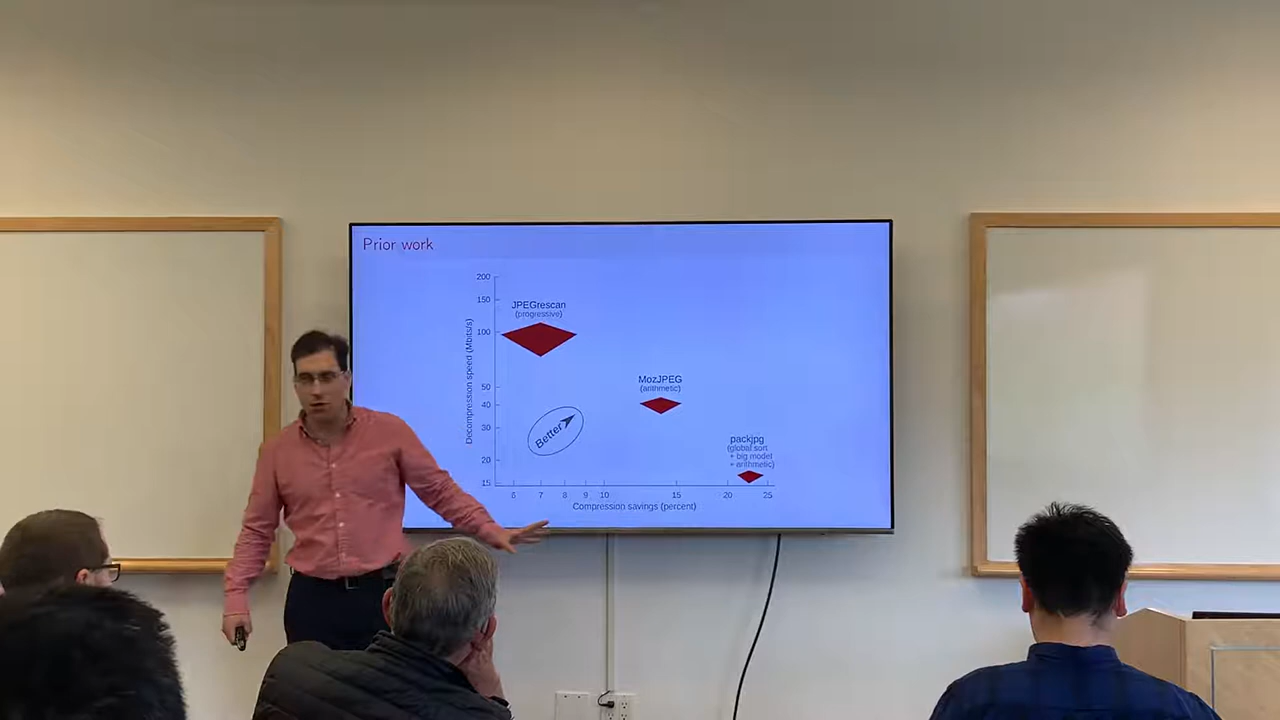 Prior work
200
150
100
50
40
30
20
15
Decompression speed (Mbits/s)
JPEGrescan
(progressive)
MozJPEG
(arithmetic)
Better
packjpg
(global sort
+ big model
+ arithmetic)
6 7 8 9 10 15 20 25
Compression savings (percent)